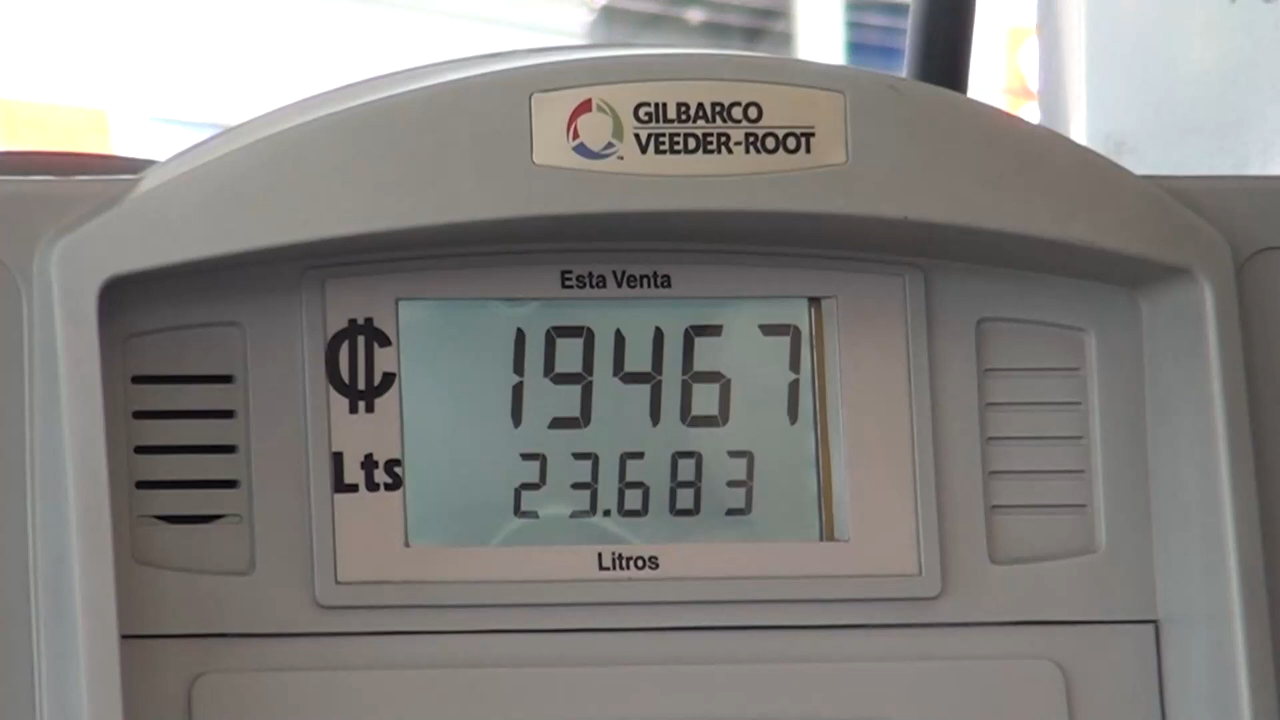 GILBARCO
VEEDER-ROOT
Esta Venta
₡ 19467
Lts 23.683
Litros